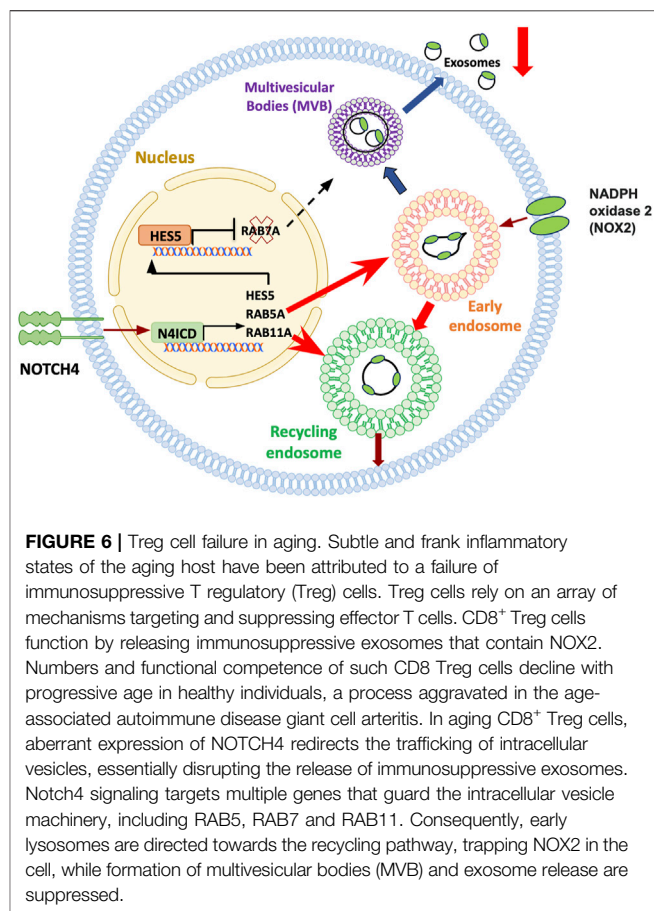 Exosomes
Multivesicular
Bodies (MVB)
Nucleus
NADPH
oxidase 2
(NOX2)
HES5
RAB7A
HES5
RAB5A
RAB11A
N4ICD
NOTCH4
Early
endosome
Recycling
endosome
FIGURE 6 | Treg cell failure in aging. Subtle and frank inflammatory
states of the aging host have been attributed to a failure of
immunosuppressive T regulatory (Treg) cells. Treg cells rely on an array of
mechanisms targeting and suppressing effector T cells. CD8⁺ Treg cells
function by releasing immunosuppressive exosomes that contain NOX2.
Numbers and functional competence of such CD8 Treg cells decline with
progressive age in healthy individuals, a process aggravated in the age-
associated autoimmune disease giant cell arteritis. In aging CD8⁺ Treg cells,
aberrant expression of NOTCH4 redirects the trafficking of intracellular
vesicles, essentially disrupting the release of immunosuppressive exosomes.
Notch4 signaling targets multiple genes that guard the intracellular vesicle
machinery, including RAB5, RAB7 and RAB11. Consequently, early
lysosomes are directed towards the recycling pathway, trapping NOX2 in the
cell, while formation of multivesicular bodies (MVB) and exosome release are
suppressed.